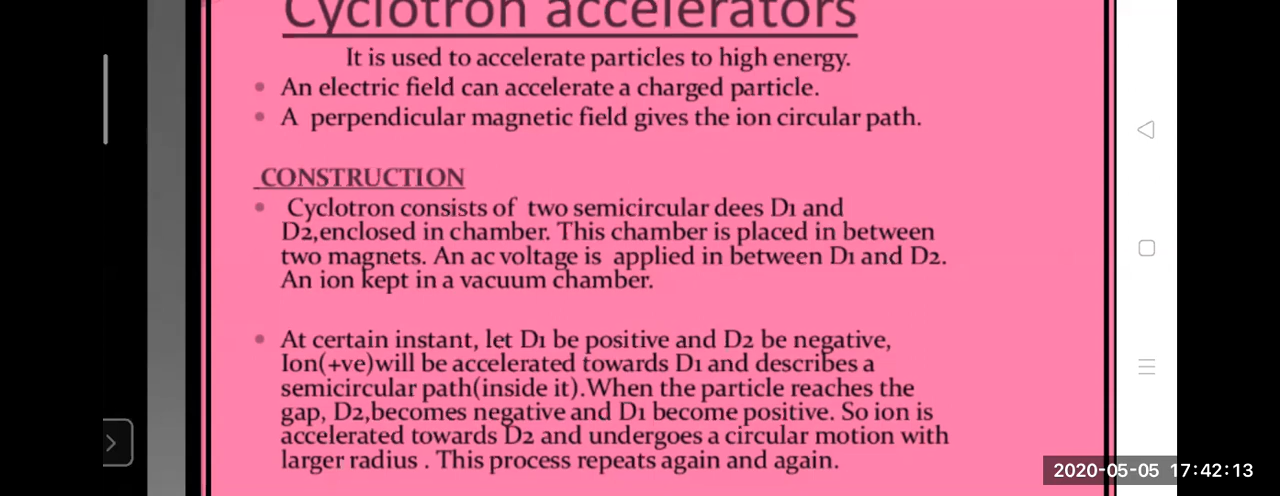 Cyclotron accelerators
It is used to accelerate particles to high energy.
• An electric field can accelerate a charged particle.
• A perpendicular magnetic field gives the ion circular path.
CONSTRUCTION
• Cyclotron consists of two semicircular dees D1 and
D2,enclosed in chamber. This chamber is placed in between
two magnets. An ac voltage is applied in between D1 and D2.
An ion kept in a vacuum chamber.
• At certain instant, let D1 be positive and D2 be negative,
Ion(+ve)will be accelerated towards D1 and describes a
semicircular path(inside it).When the particle reaches the
gap, D2,becomes negative and D1 become positive. So ion is
accelerated towards D2 and undergoes a circular motion with
larger radius . This process repeats again and again.
2020-05-05 17:42:13